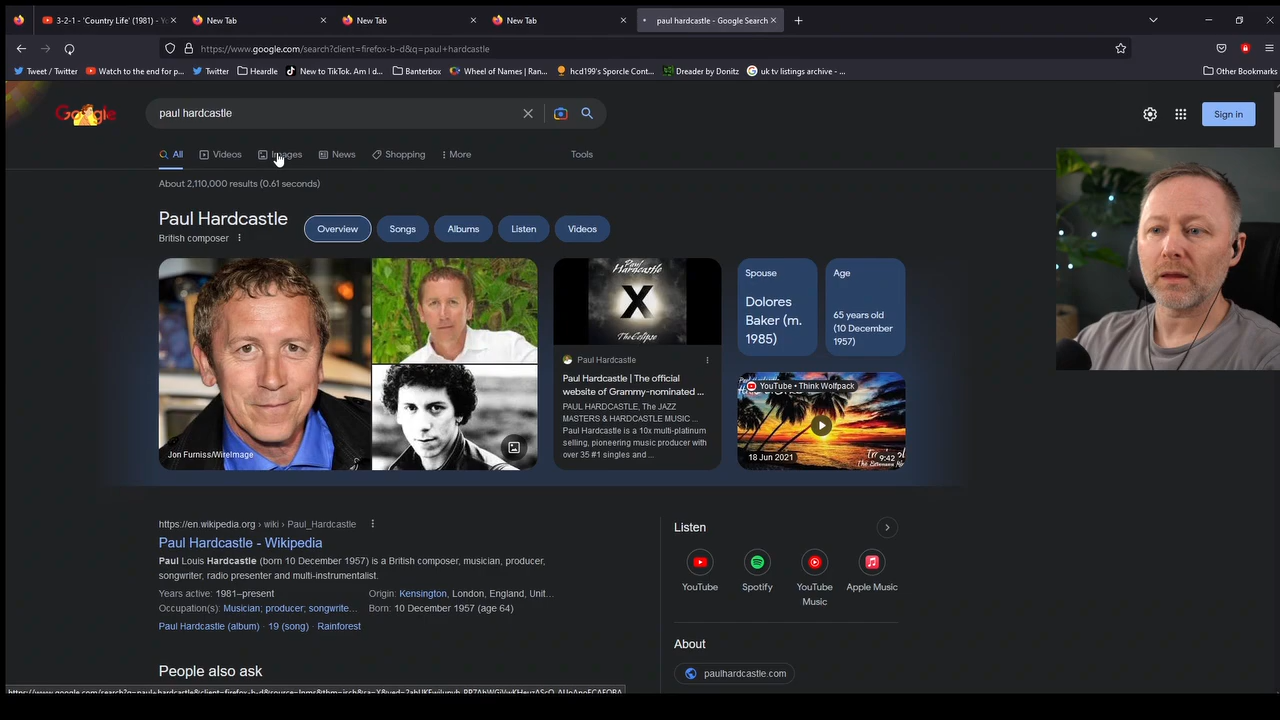 3-2-1 - 'Country Life' (1981) - Yo
New Tab
New Tab
New Tab
paul hardcastle - Google Search
https://www.google.com/search?client=firefox-b-d&q=paul+hardcastle
Tweet / Twitter
Watch to the end for p...
Twitter
Heardle
New to TikTok. Am I d...
Banterbox
Wheel of Names | Ran...
hcd199's Sporcle Cont...
Dreader by Donitz
uk tv listings archive - ...
Other Bookmarks
Google
paul hardcastle
Sign in
All
Videos
Images
News
Shopping
More
Tools
About 2,110,000 results (0.61 seconds)
Paul Hardcastle
British composer
Overview
Songs
Albums
Listen
Videos
Jon Furniss/WireImage
Paul Hardcastle
X
The Eclipse
Paul Hardcastle
Paul Hardcastle | The official
website of Grammy-nominated ...
PAUL HARDCASTLE, The JAZZ
MASTERS & HARDCASTLE MUSIC ...
Paul Hardcastle is a 10x multi-platinum
selling, pioneering music producer with
over 35 #1 singles and ...
Spouse
Dolores
Baker (m.
1985)
Age
65 years old
(10 December
1957)
YouTube • Think Wolfpack
18 Jun 2021
9:42
https://en.wikipedia.org › wiki › Paul_Hardcastle
Paul Hardcastle - Wikipedia
Paul Louis Hardcastle (born 10 December 1957) is a British composer, musician, producer,
songwriter, radio presenter and multi-instrumentalist.
Years active: 1981–present
Origin: Kensington, London, England, Unit...
Occupation(s): Musician; producer; songwrite...
Born: 10 December 1957 (age 64)
Paul Hardcastle (album) · 19 (song) · Rainforest
People also ask
Listen
YouTube
Spotify
YouTube
Music
Apple Music
About
paulhardcastle.com